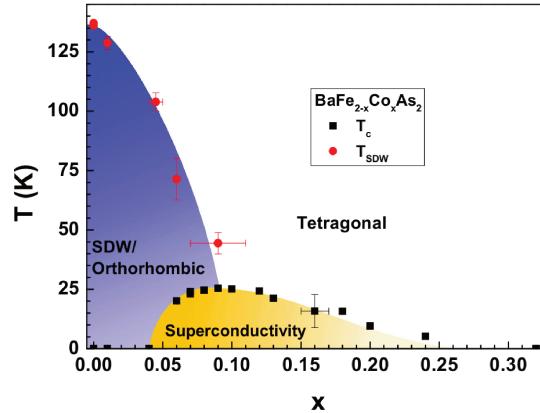 BaFe2-xCoxAs2
Tc
TSDW
T (K)
125
100
75
50
25
0
Tetragonal
SDW/
Orthorhombic
Superconductivity
0.00 0.05 0.10 0.15 0.20 0.25 0.30
x